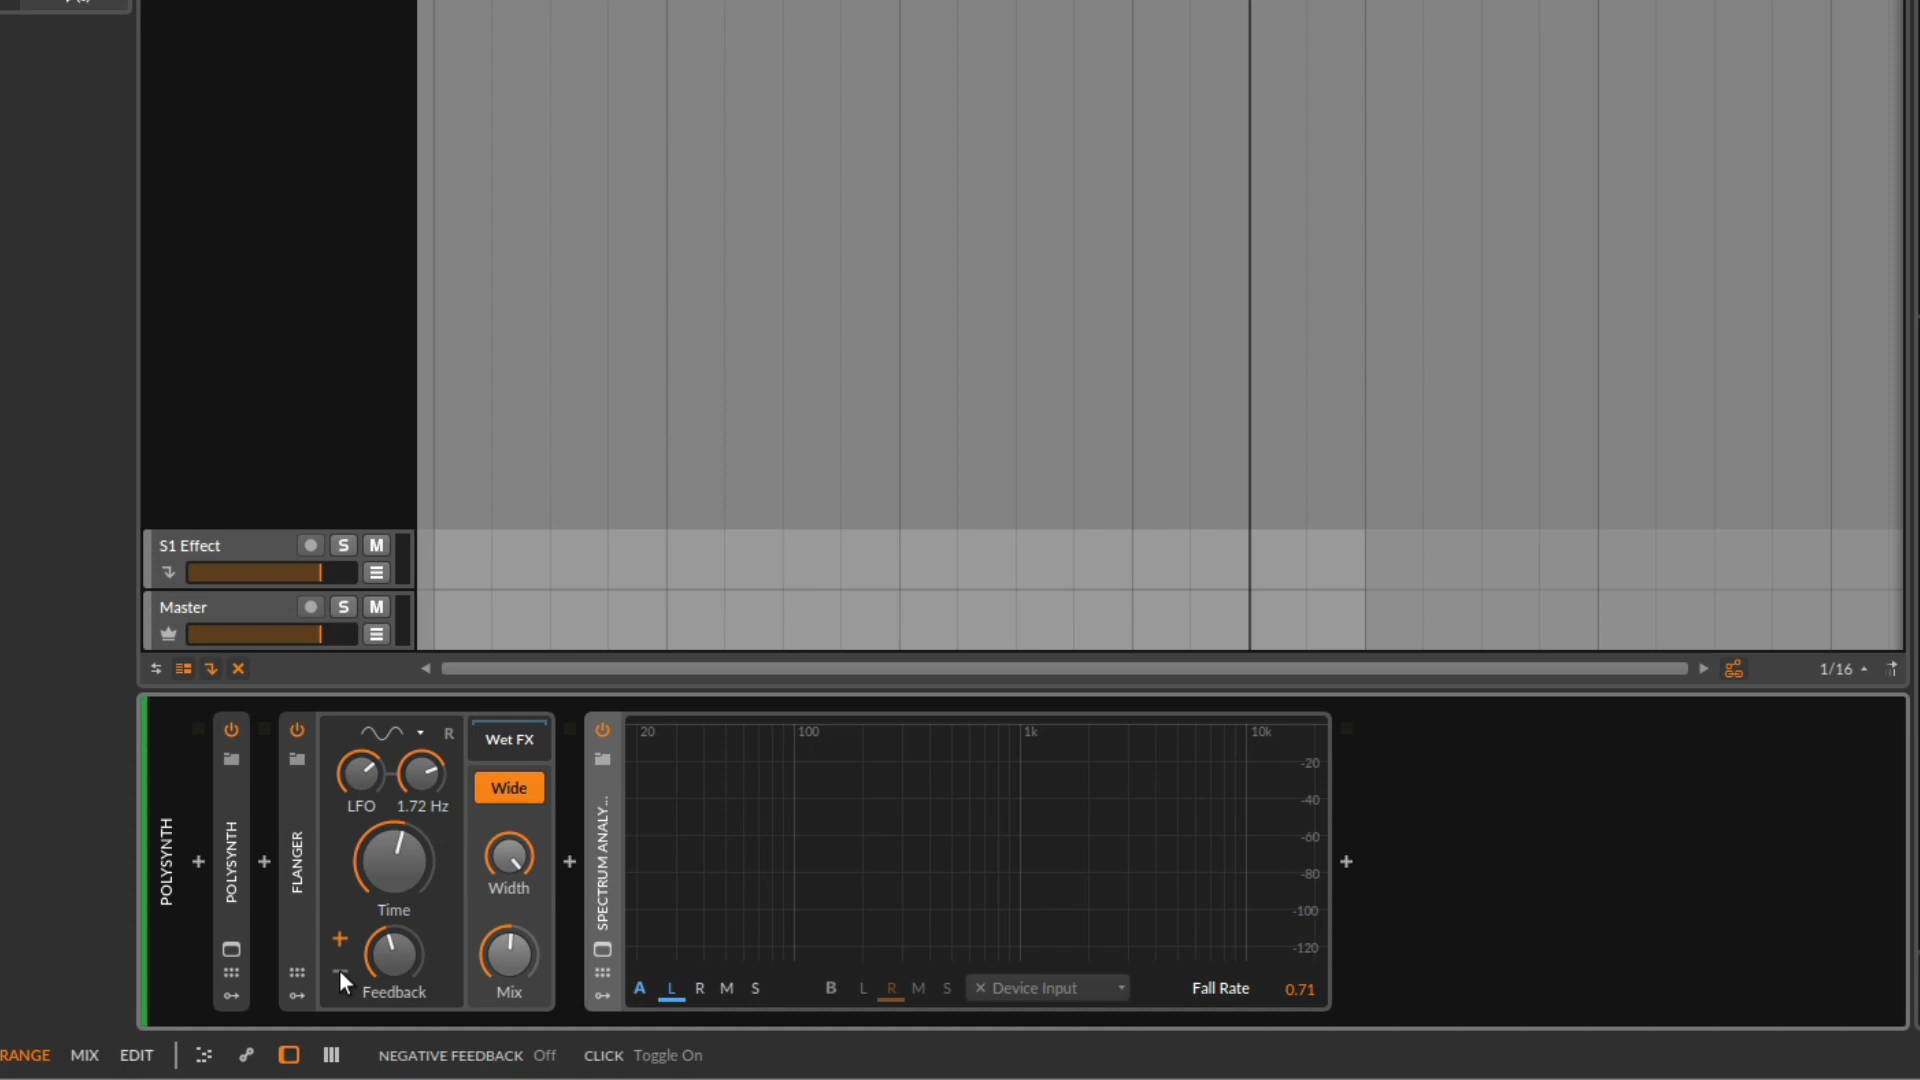 S1 Effect
S
M
Master
S
M
1/16
POLYSYNTH
POLYSYNTH
FLANGER
R
LFO
1.72 Hz
Time
Feedback
Wet FX
Wide
Width
Mix
SPECTRUM ANALY...
20
100
1k
10k
-20
-40
-60
-80
-100
-120
A L R M S
B L R M S
Device Input
Fall Rate
0.71
RANGE
MIX
EDIT
NEGATIVE FEEDBACK Off
CLICK Toggle On